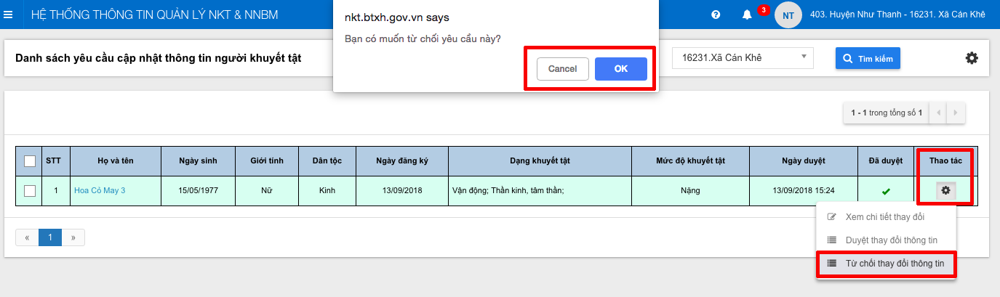 HỆ THỐNG THÔNG TIN QUẢN LÝ NKT & NNBM
nkt.btxh.gov.vn says
Bạn có muốn từ chối yêu cầu này?
Cancel
OK
3
NT
403. Huyện Như Thanh - 16231. Xã Cán Khê
Danh sách yêu cầu cập nhật thông tin người khuyết tật
16231.Xã Cán Khê
Tìm kiếm
1 - 1 trong tổng số 1
STT Họ và tên Ngày sinh Giới tính Dân tộc Ngày đăng ký Dạng khuyết tật Mức độ khuyết tật Ngày duyệt Đã duyệt Thao tác
1 Hoa Cỏ May 3 15/05/1977 Nữ Kinh 13/09/2018 Vận động; Thần kinh, tâm thần; Nặng 13/09/2018 15:24
Xem chi tiết thay đổi
Duyệt thay đổi thông tin
Từ chối thay đổi thông tin
« 1 »